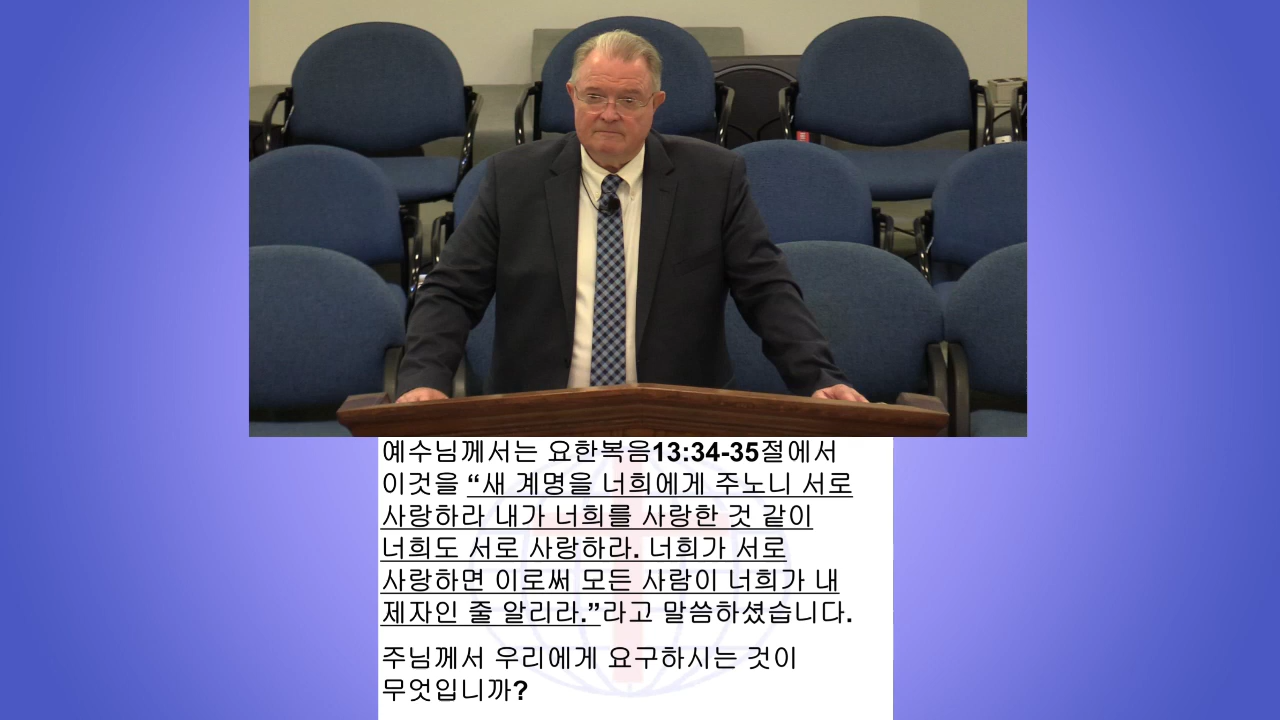 예수님께서는 요한복음13:34-35절에서
이것을 “새 계명을 너희에게 주노니 서로
사랑하라 내가 너희를 사랑한 것 같이
너희도 서로 사랑하라. 너희가 서로
사랑하면 이로써 모든 사람이 너희가 내
제자인 줄 알리라.”라고 말씀하셨습니다.
주님께서 우리에게 요구하시는 것이
무엇입니까?